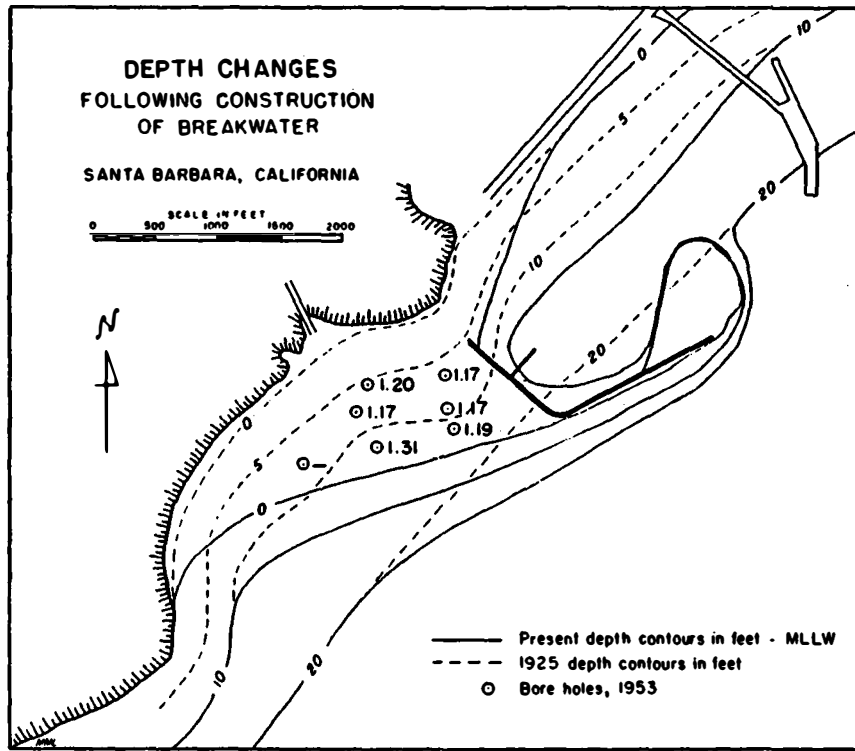 DEPTH CHANGES
FOLLOWING CONSTRUCTION
OF BREAKWATER
SANTA BARBARA, CALIFORNIA
SCALE IN FEET
0 500 1000 1500 2000
N
0
10
5
20
10
20
1.20
1.17
1.17
1.17
1.19
1.31
0
5
0
10
20
Present depth contours in feet - MLLW
1925 depth contours in feet
Bore holes, 1953